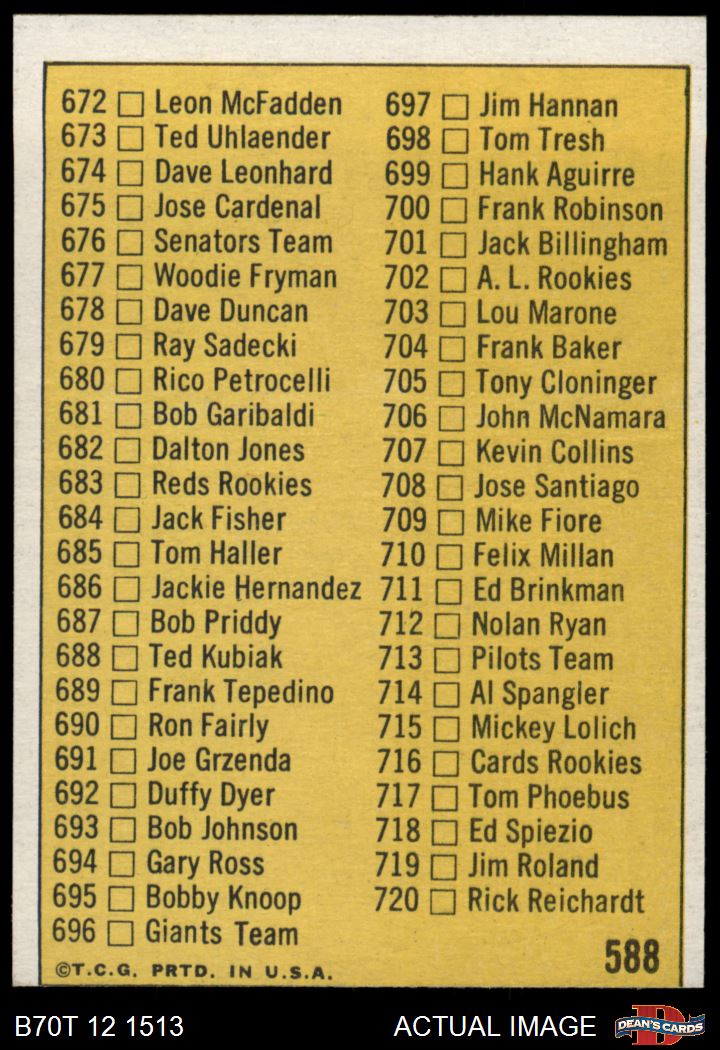 672 Leon McFadden
673 Ted Uhlaender
674 Dave Leonhard
675 Jose Cardenal
676 Senators Team
677 Woodie Fryman
678 Dave Duncan
679 Ray Sadecki
680 Rico Petrocelli
681 Bob Garibaldi
682 Dalton Jones
683 Reds Rookies
684 Jack Fisher
685 Tom Haller
686 Jackie Hernandez
687 Bob Priddy
688 Ted Kubiak
689 Frank Tepedino
690 Ron Fairly
691 Joe Grzenda
692 Duffy Dyer
693 Bob Johnson
694 Gary Ross
695 Bobby Knoop
696 Giants Team
697 Jim Hannan
698 Tom Tresh
699 Hank Aguirre
700 Frank Robinson
701 Jack Billingham
702 A. L. Rookies
703 Lou Marone
704 Frank Baker
705 Tony Cloninger
706 John McNamara
707 Kevin Collins
708 Jose Santiago
709 Mike Fiore
710 Felix Millan
711 Ed Brinkman
712 Nolan Ryan
713 Pilots Team
714 Al Spangler
715 Mickey Lolich
716 Cards Rookies
717 Tom Phoebus
718 Ed Spiezio
719 Jim Roland
720 Rick Reichardt
©T.C.G. PRTD. IN U.S.A.
588
B70T 12 1513
ACTUAL IMAGE
D
DEAN'S CARDS